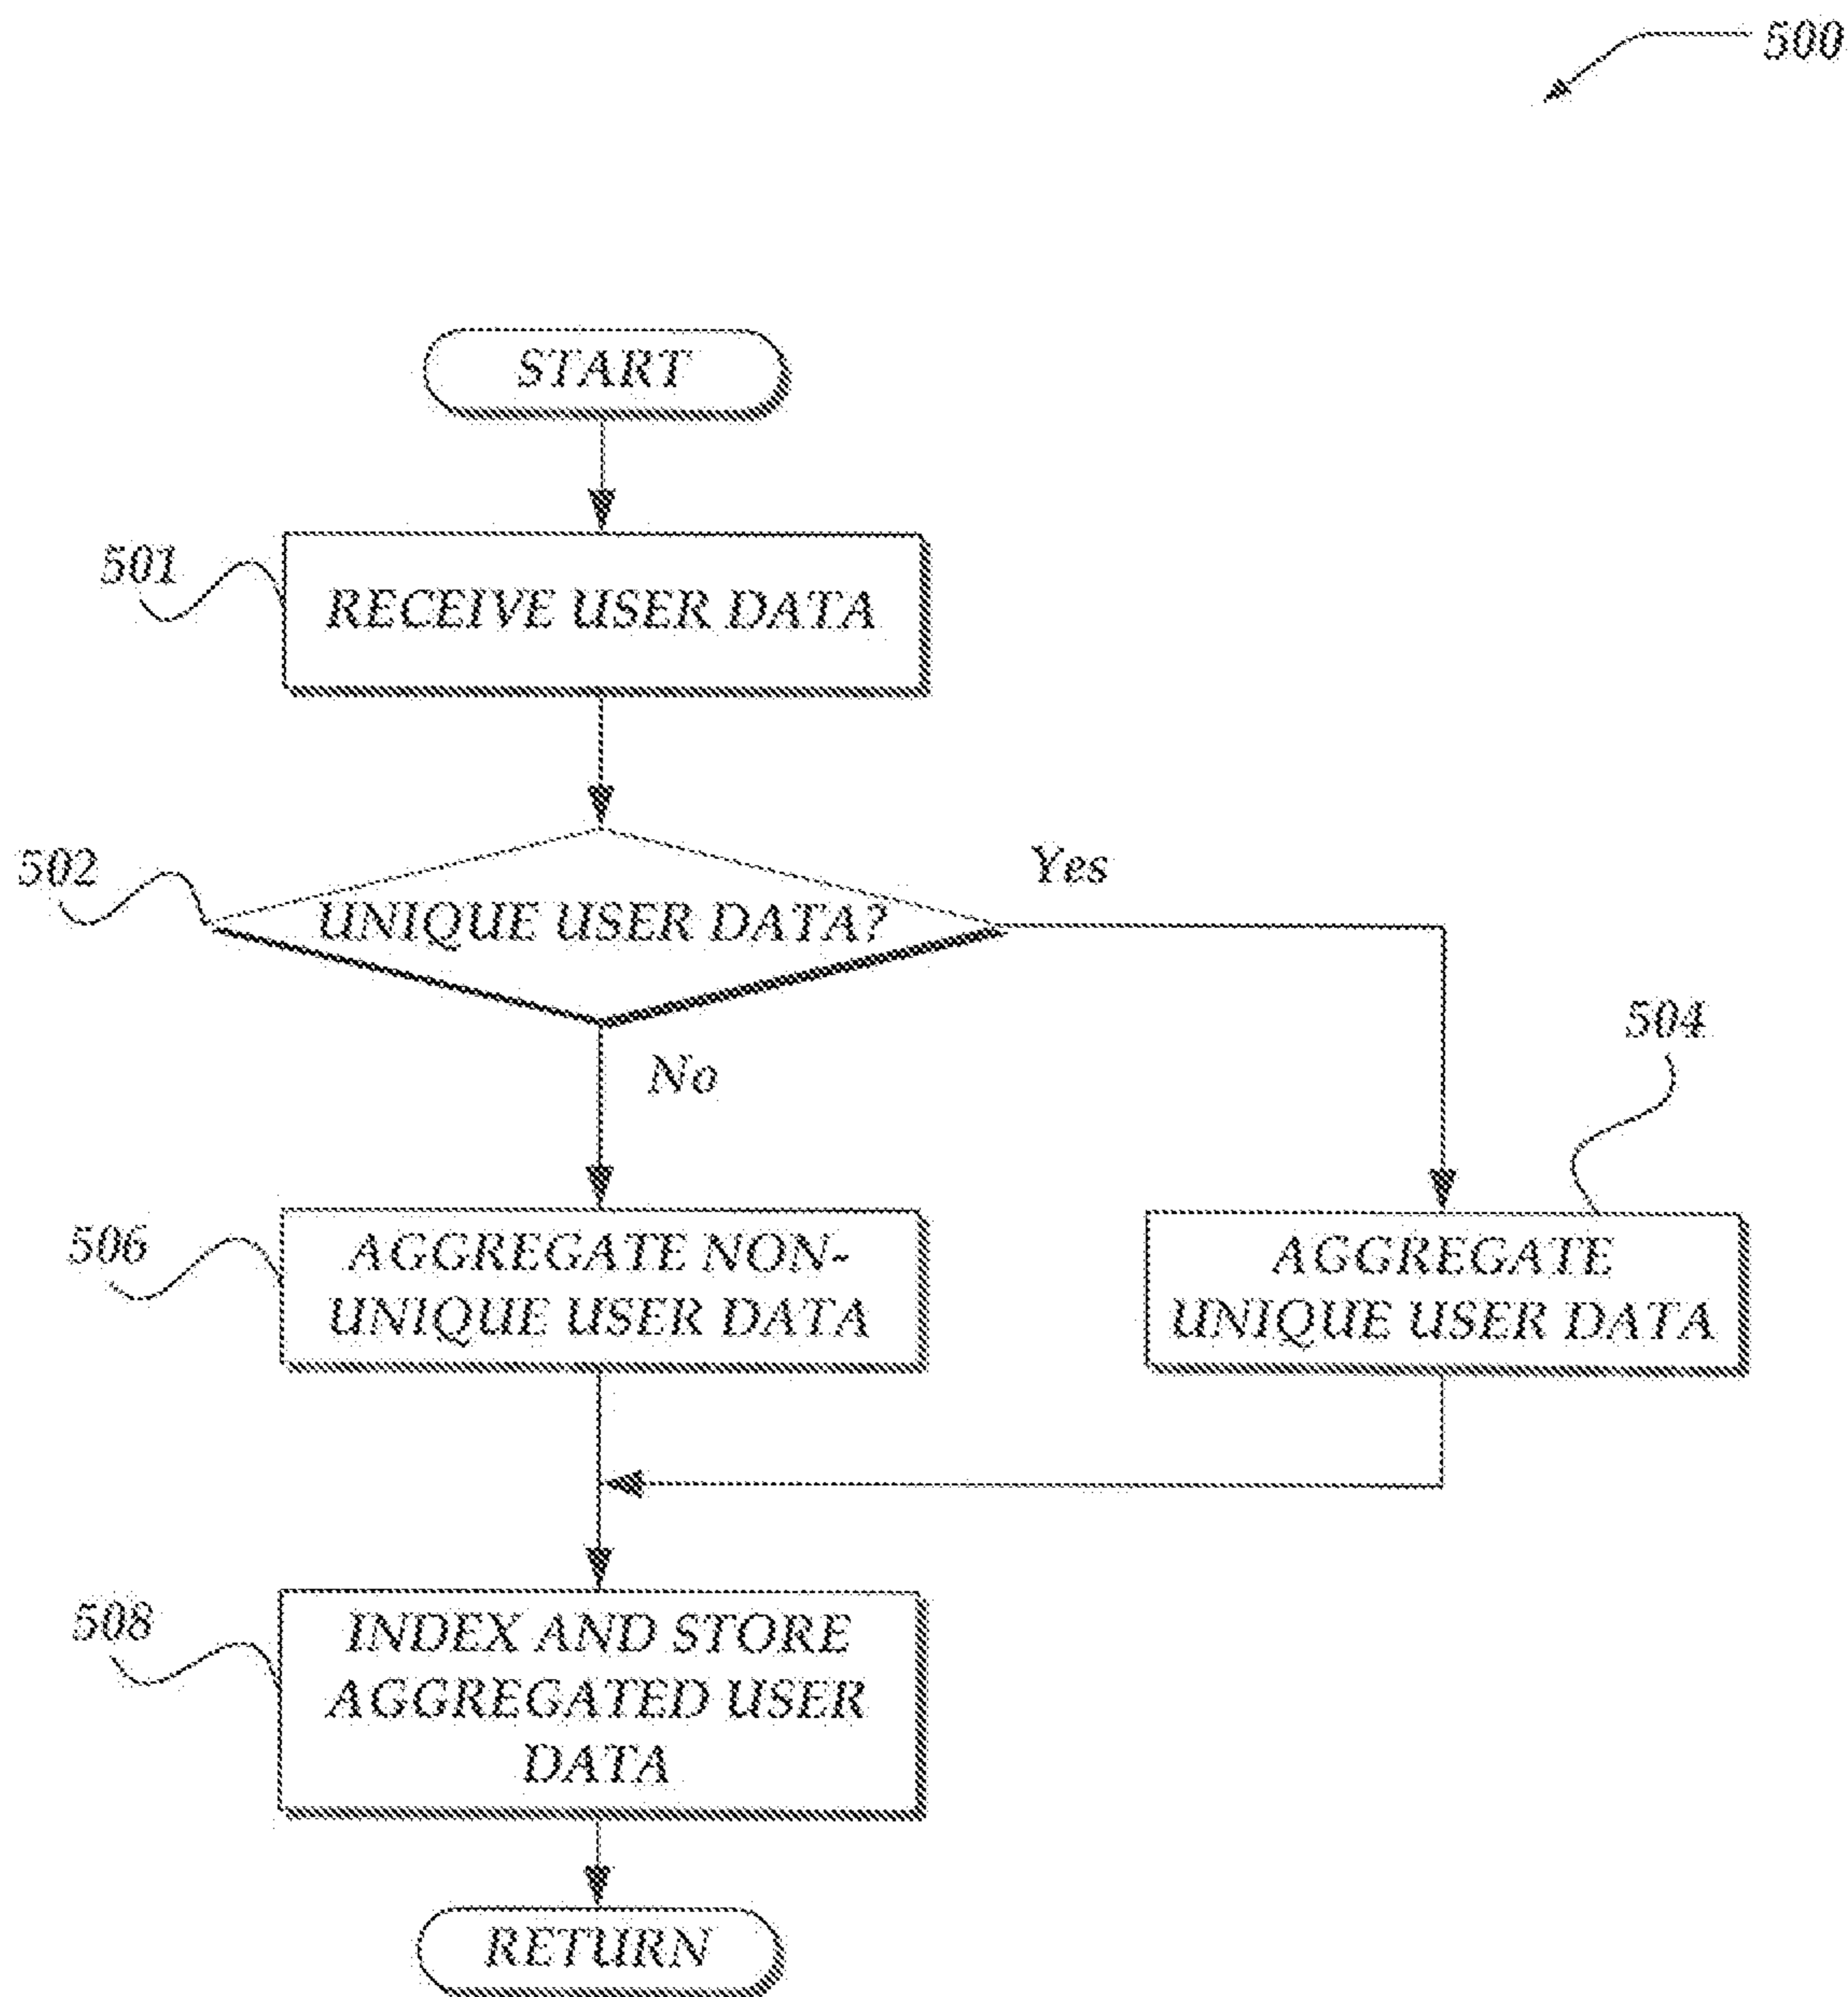 500
START
501
RECEIVE USER DATA
502
UNIQUE USER DATA?
Yes
No
504
506
AGGREGATE NON-
UNIQUE USER DATA
AGGREGATE
UNIQUE USER DATA
508
INDEX AND STORE
AGGREGATED USER
DATA
RETURN